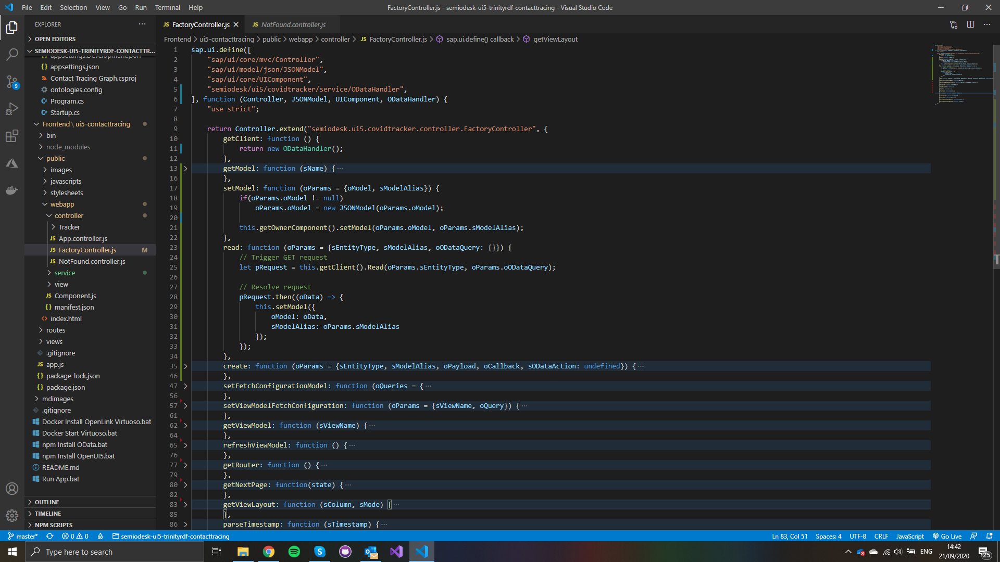 File Edit Selection View Go Run Terminal Help
FactoryController.js - semiodesk-ui5-trinityrdf-contacttracing - Visual Studio Code
EXPLORER
OPEN EDITORS
SEMIODESK-UI5-TRINITYRDF-CONTACTTR...
{} appsettings.Development.json
{} appsettings.json
Contact Tracing Graph.csproj
ontologies.config
C# Program.cs
C# Startup.cs
Frontend \ ui5-contacttracing
bin
node_modules
public
images
javascripts
stylesheets
webapp
controller
Tracker
JS App.controller.js
JS FactoryController.js M
JS NotFound.controller.js
service
view
JS Component.js
{} manifest.json
<> index.html
routes
views
.gitignore
JS app.js
{} package-lock.json
{} package.json
mdimages
.gitignore
Docker Install OpenLink Virtuoso.bat
Docker Start Virtuoso.bat
npm Install OData.bat
npm Install OpenUI5.bat
README.md
Run App.bat
OUTLINE
TIMELINE
NPM SCRIPTS
9
JS FactoryController.js
JS NotFound.controller.js
Frontend > ui5-contacttracing > public > webapp > controller > JS FactoryController.js > sap.ui.define() callback > getViewLayout
1 sap.ui.define([
2 "sap/ui/core/mvc/Controller",
3 "sap/ui/model/json/JSONModel",
4 "sap/ui/core/UIComponent",
5 "semiodesk/ui5/covidtracker/service/ODataHandler",
6 ], function (Controller, JSONModel, UIComponent, ODataHandler) {
7 "use strict";
8
9 return Controller.extend("semiodesk.ui5.covidtracker.controller.FactoryController", {
10 getClient: function () {
11 return new ODataHandler();
12 },
13 getModel: function (sName) {···
16 },
17 setModel: function (oParams = {oModel, sModelAlias}) {
18 if(oParams.oModel != null)
19 oParams.oModel = new JSONModel(oParams.oModel);
20
21 this.getOwnerComponent().setModel(oParams.oModel, oParams.sModelAlias);
22 },
23 read: function (oParams = {sEntityType, sModelAlias, oODataQuery: {}}) {
24 // Trigger GET request
25 let pRequest = this.getClient().Read(oParams.sEntityType, oParams.oODataQuery);
26
27 // Resolve request
28 pRequest.then((oData) => {
29 this.setModel({
30 oModel: oData,
31 sModelAlias: oParams.sModelAlias
32 });
33 });
34 },
35 create: function (oParams = {sEntityType, sModelAlias, oPayload, oCallback, sODataAction: undefined}) {···
46 },
47 setFetchConfigurationModel: function (oQueries = {···
56 },
57 setViewModelFetchConfiguration: function (oParams = {sViewName, oQuery}) {···
61 },
62 getViewModel: function (sViewName) {···
64 },
65 refreshViewModel: function () {···
76 },
77 getRouter: function () {···
79 },
80 getNextPage: function(state) {···
82 },
83 getViewLayout: function (sColumn, sMode) {···
85 },
86 parseTimestamp: function (sTimestamp) {···
master* 0 0 semiodesk-ui5-trinityrdf-contacttracing Ln 83, Col 51 Spaces: 4 UTF-8 CRLF JavaScript Go Live
Type here to search
ENG
14:42
21/09/2020
25